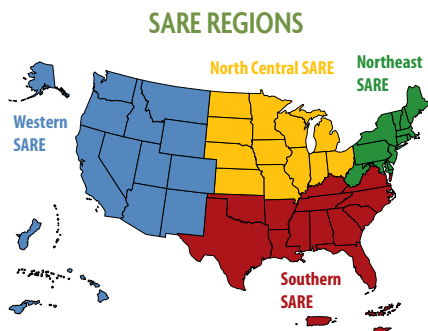 SARE REGIONS
North Central SARE
Northeast
SARE
Western
SARE
Southern
SARE